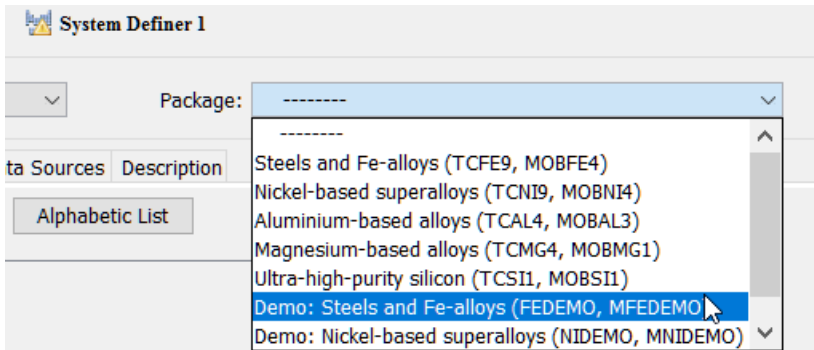 System Definer 1
Package: --------
--------
Steels and Fe-alloys (TCFE9, MOBFE4)
ta Sources Description
Nickel-based superalloys (TCNI9, MOBNI4)
Alphabetic List
Aluminium-based alloys (TCAL4, MOBAL3)
Magnesium-based alloys (TCMG4, MOBMG1)
Ultra-high-purity silicon (TCSI1, MOBSI1)
Demo: Steels and Fe-alloys (FEDEMO, MFEDEMO)
Demo: Nickel-based superalloys (NIDEMO, MNIDEMO)